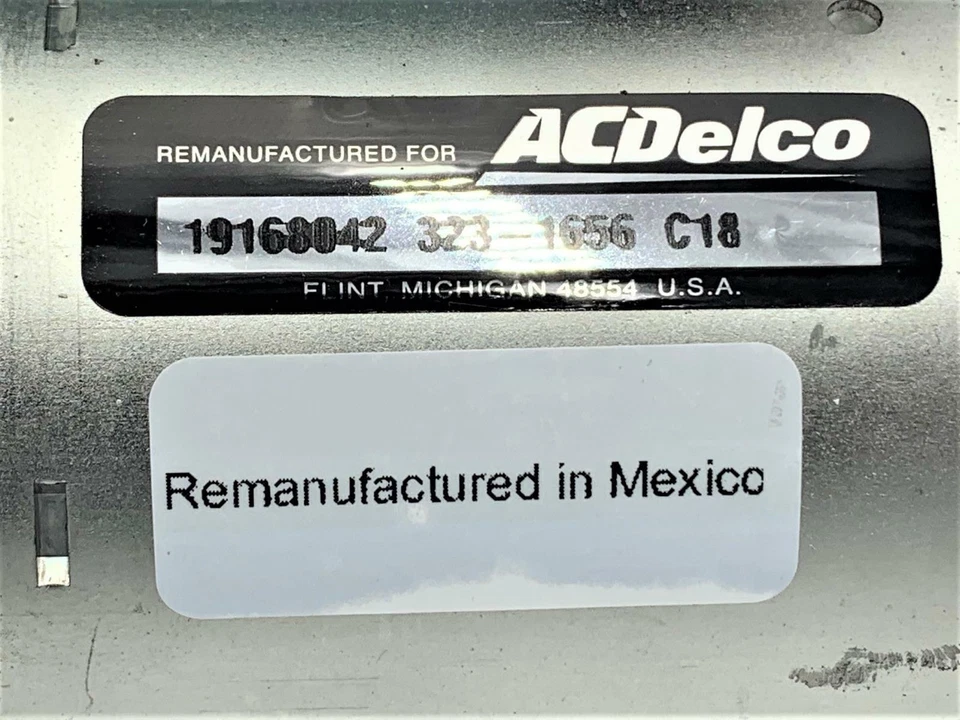 REMANUFACTURED FOR ACDelco
19168042 323-1656 C18
FLINT, MICHIGAN 48554 U.S.A.
Remanufactured in Mexico